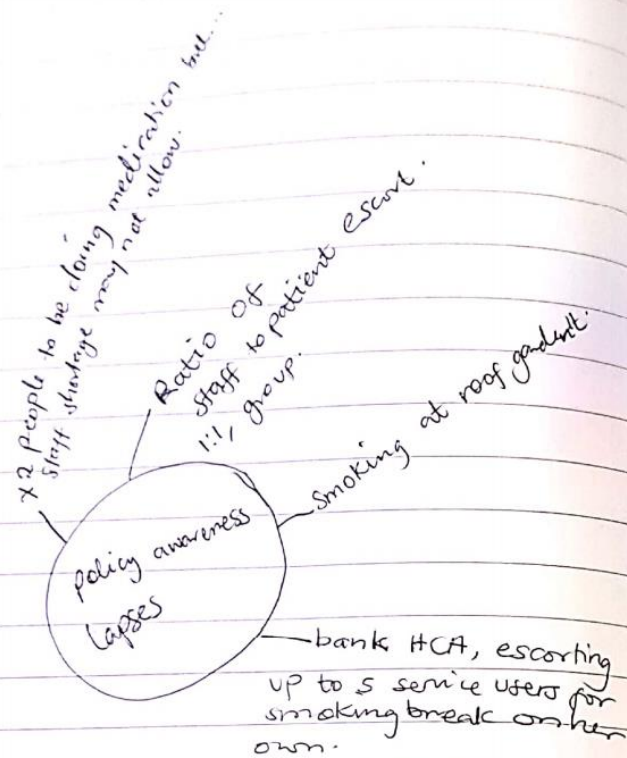 x2 people to be doing medication but...
staff shortage may not allow.
Ratio of
staff to patient escort.
1:1, group.
smoking at roof
policy awareness
lapses
bank HCA, escorting
up to 5 service users for
smoking break on her
own.